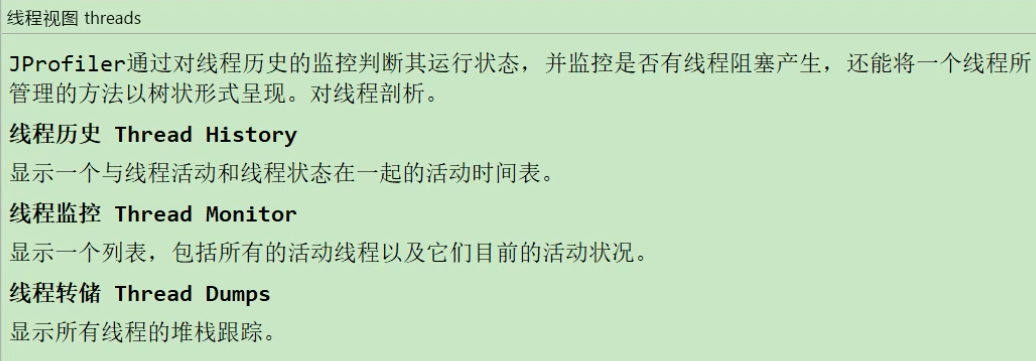 线程视图 threads
JProfiler通过对线程历史的监控判断其运行状态，并监控是否有线程阻塞产生，还能将一个线程所
管理的方法以树状形式呈现。对线程剖析。
线程历史 Thread History
显示一个与线程活动和线程状态在一起的活动时间表。
线程监控 Thread Monitor
显示一个列表，包括所有的活动线程以及它们目前的活动状况。
线程转储 Thread Dumps
显示所有线程的堆栈跟踪。